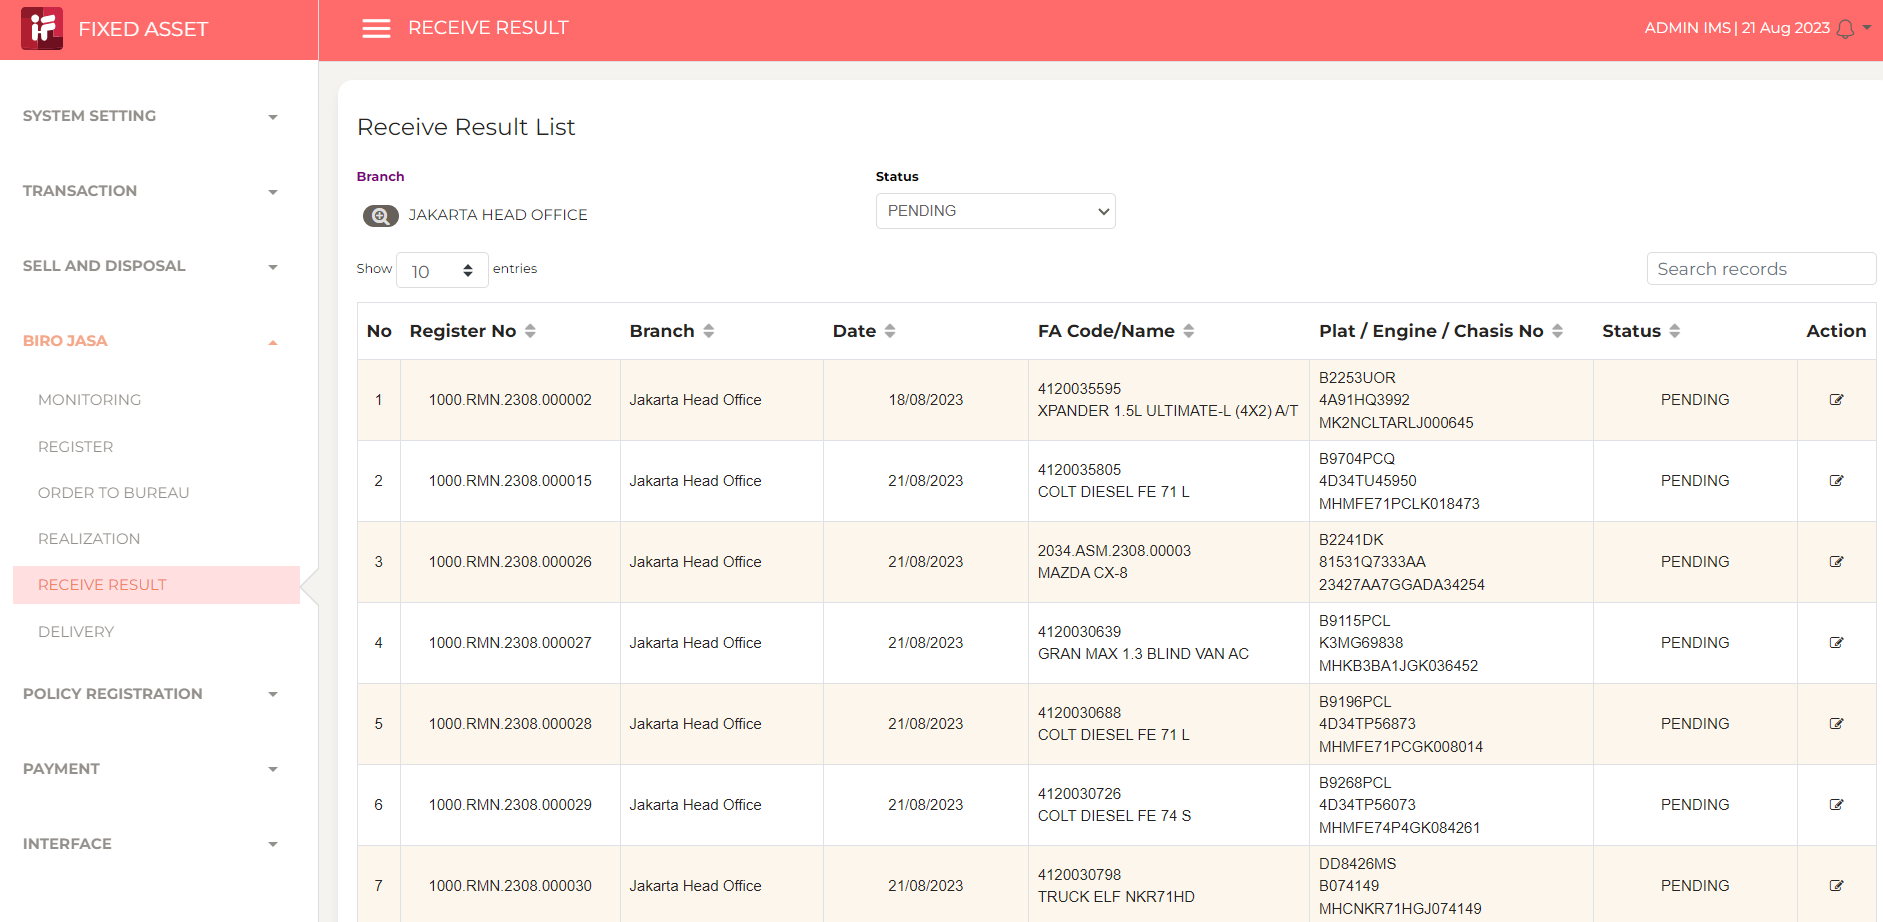 iF FIXED ASSET
RECEIVE RESULT
ADMIN IMS | 21 Aug 2023
SYSTEM SETTING
TRANSACTION
SELL AND DISPOSAL
BIRO JASA
MONITORING
REGISTER
ORDER TO BUREAU
REALIZATION
RECEIVE RESULT
DELIVERY
POLICY REGISTRATION
PAYMENT
INTERFACE
Receive Result List
Branch
JAKARTA HEAD OFFICE
Status
PENDING
Show 10 entries
Search records
No Register No Branch Date FA Code/Name Plat / Engine / Chasis No Status Action
1 1000.RMN.2308.000002 Jakarta Head Office 18/08/2023
4120035595
XPANDER 1.5L ULTIMATE-L (4X2) A/T
B2253UOR
4A91HQ3992
MK2NCLTARLJ000645
PENDING
2 1000.RMN.2308.000015 Jakarta Head Office 21/08/2023
4120035805
COLT DIESEL FE 71 L
B9704PCQ
4D34TU45950
MHMFE71PCLK018473
PENDING
3 1000.RMN.2308.000026 Jakarta Head Office 21/08/2023
2034.ASM.2308.00003
MAZDA CX-8
B2241DK
81531Q7333AA
23427AA7GGADA34254
PENDING
4 1000.RMN.2308.000027 Jakarta Head Office 21/08/2023
4120030639
GRAN MAX 1.3 BLIND VAN AC
B9115PCL
K3MG69838
MHKB3BA1JGK036452
PENDING
5 1000.RMN.2308.000028 Jakarta Head Office 21/08/2023
4120030688
COLT DIESEL FE 71 L
B9196PCL
4D34TP56873
MHMFE71PCGK008014
PENDING
6 1000.RMN.2308.000029 Jakarta Head Office 21/08/2023
4120030726
COLT DIESEL FE 74 S
B9268PCL
4D34TP56073
MHMFE74P4GK084261
PENDING
7 1000.RMN.2308.000030 Jakarta Head Office 21/08/2023
4120030798
TRUCK ELF NKR71HD
DD8426MS
B074149
MHCNKR71HGJ074149
PENDING